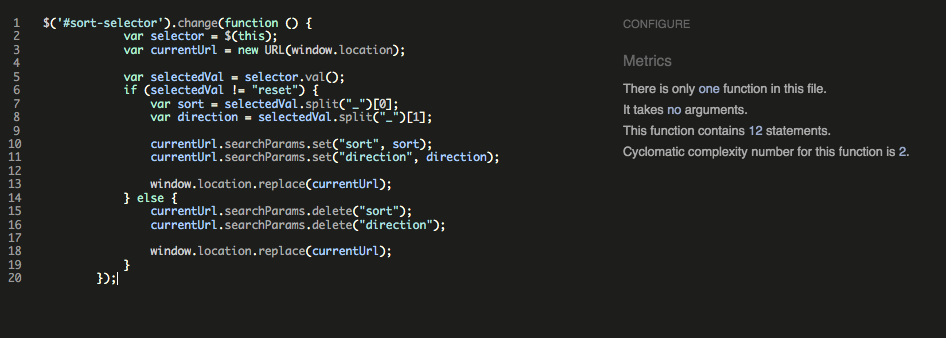 1 $('#sort-selector').change(function () {
2 var selector = $(this);
3 var currentUrl = new URL(window.location);
4
5 var selectedVal = selector.val();
6 if (selectedVal != "reset") {
7 var sort = selectedVal.split("_")[0];
8 var direction = selectedVal.split("_")[1];
9
10 currentUrl.searchParams.set("sort", sort);
11 currentUrl.searchParams.set("direction", direction);
12
13 window.location.replace(currentUrl);
14 } else {
15 currentUrl.searchParams.delete("sort");
16 currentUrl.searchParams.delete("direction");
17
18 window.location.replace(currentUrl);
19 }
20 });
CONFIGURE
Metrics
There is only one function in this file.
It takes no arguments.
This function contains 12 statements.
Cyclomatic complexity number for this function is 2.